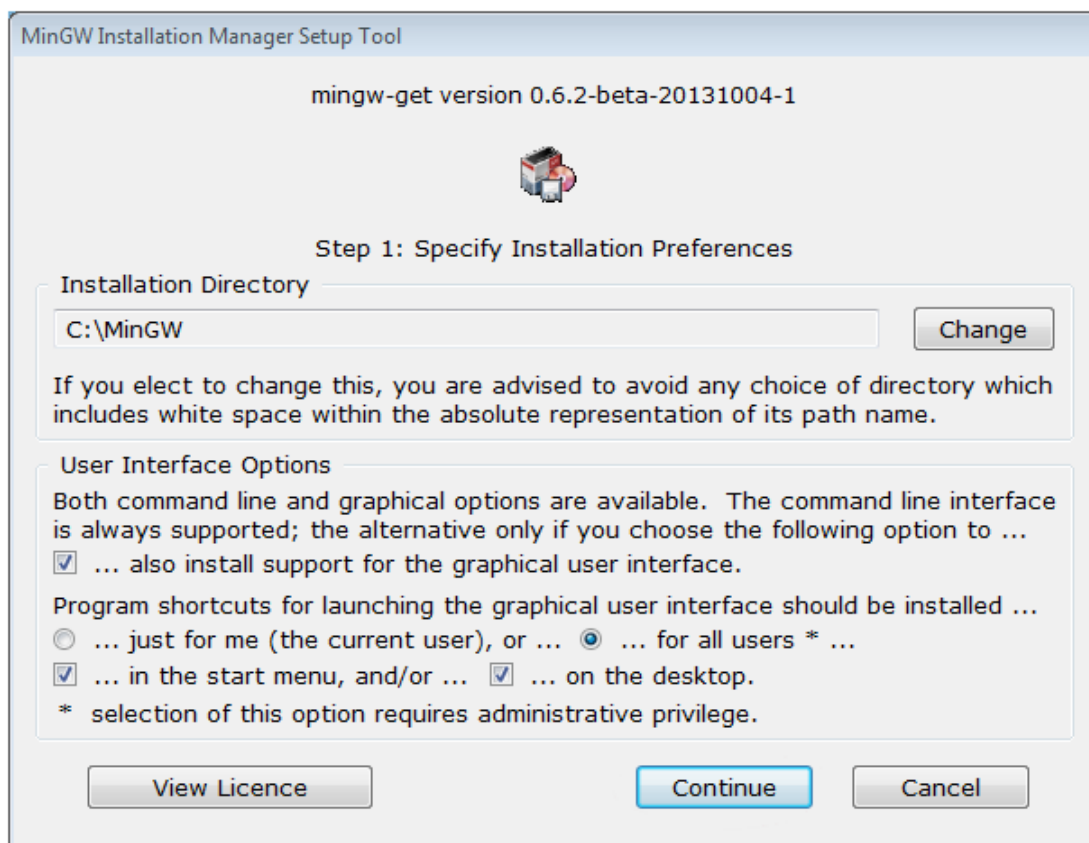 MinGW Installation Manager Setup Tool
mingw-get version 0.6.2-beta-20131004-1
Step 1: Specify Installation Preferences
Installation Directory
C:\MinGW
Change
If you elect to change this, you are advised to avoid any choice of directory which
includes white space within the absolute representation of its path name.
User Interface Options
Both command line and graphical options are available.  The command line interface
is always supported; the alternative only if you choose the following option to ...
... also install support for the graphical user interface.
Program shortcuts for launching the graphical user interface should be installed ...
... just for me (the current user), or ... ... for all users * ...
... in the start menu, and/or ... ... on the desktop.
* selection of this option requires administrative privilege.
View Licence Continue Cancel